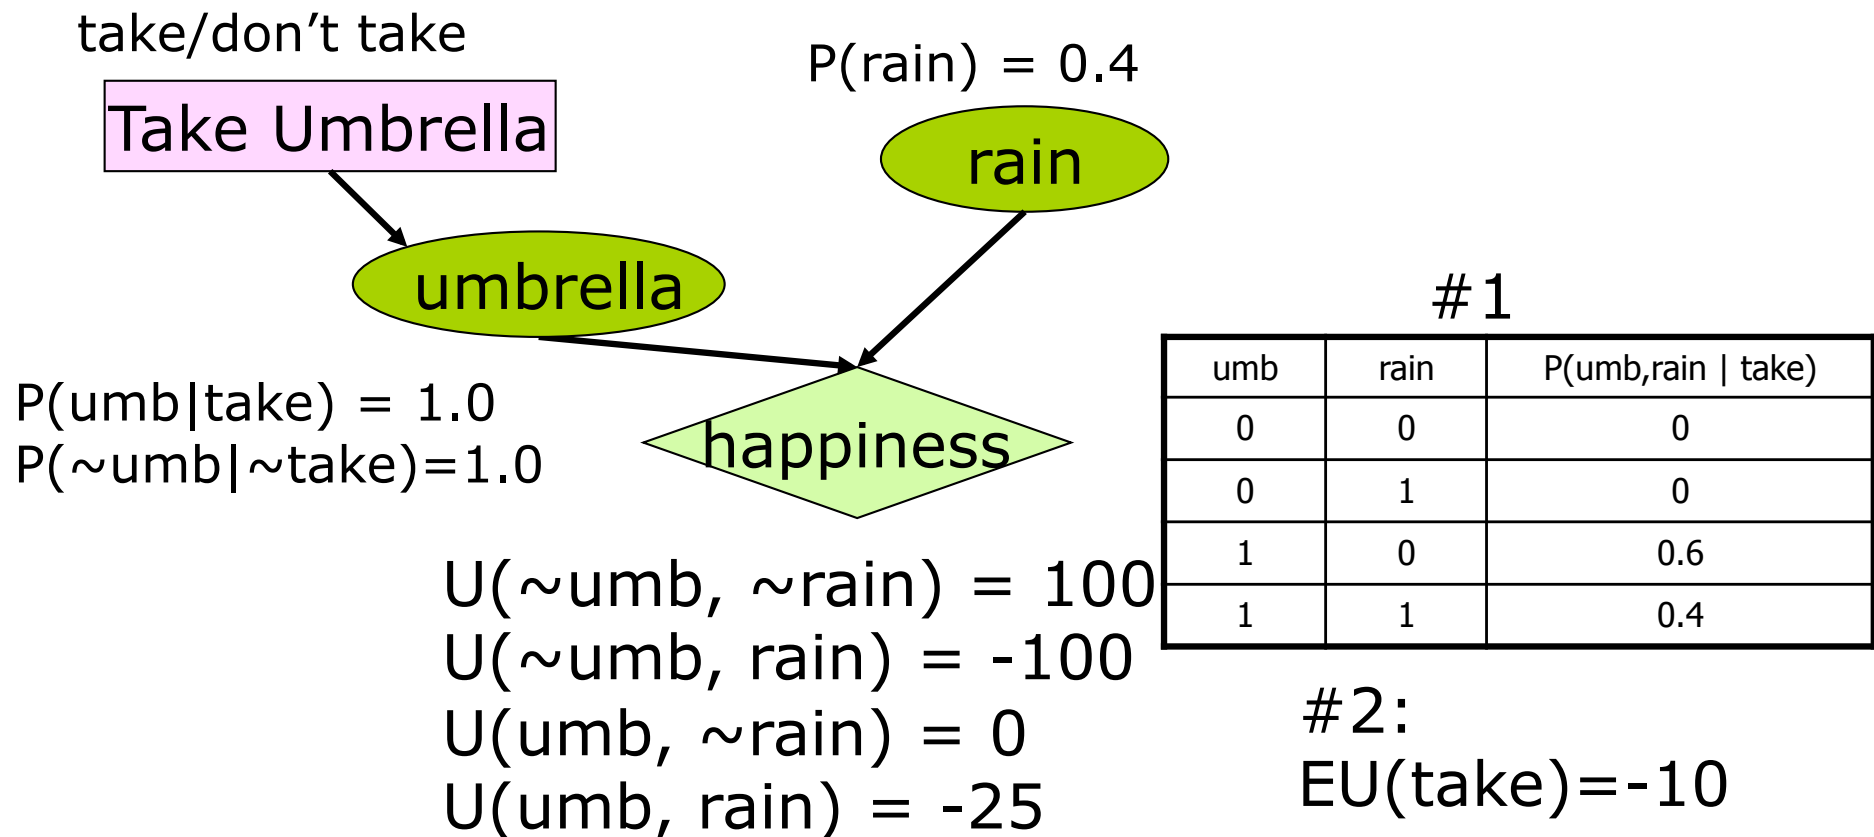 take/don’t take
P(rain) = 0.4
Take Umbrella
rain
umbrella
P(umb|take) = 1.0
P(~umb|~take)=1.0
happiness
U(~umb, ~rain) = 100
U(~umb, rain) = -100
U(umb, ~rain) = 0
U(umb, rain) = -25
#1
umb rain P(umb,rain | take)
0 0 0
0 1 0
1 0 0.6
1 1 0.4
#2:
EU(take)=-10